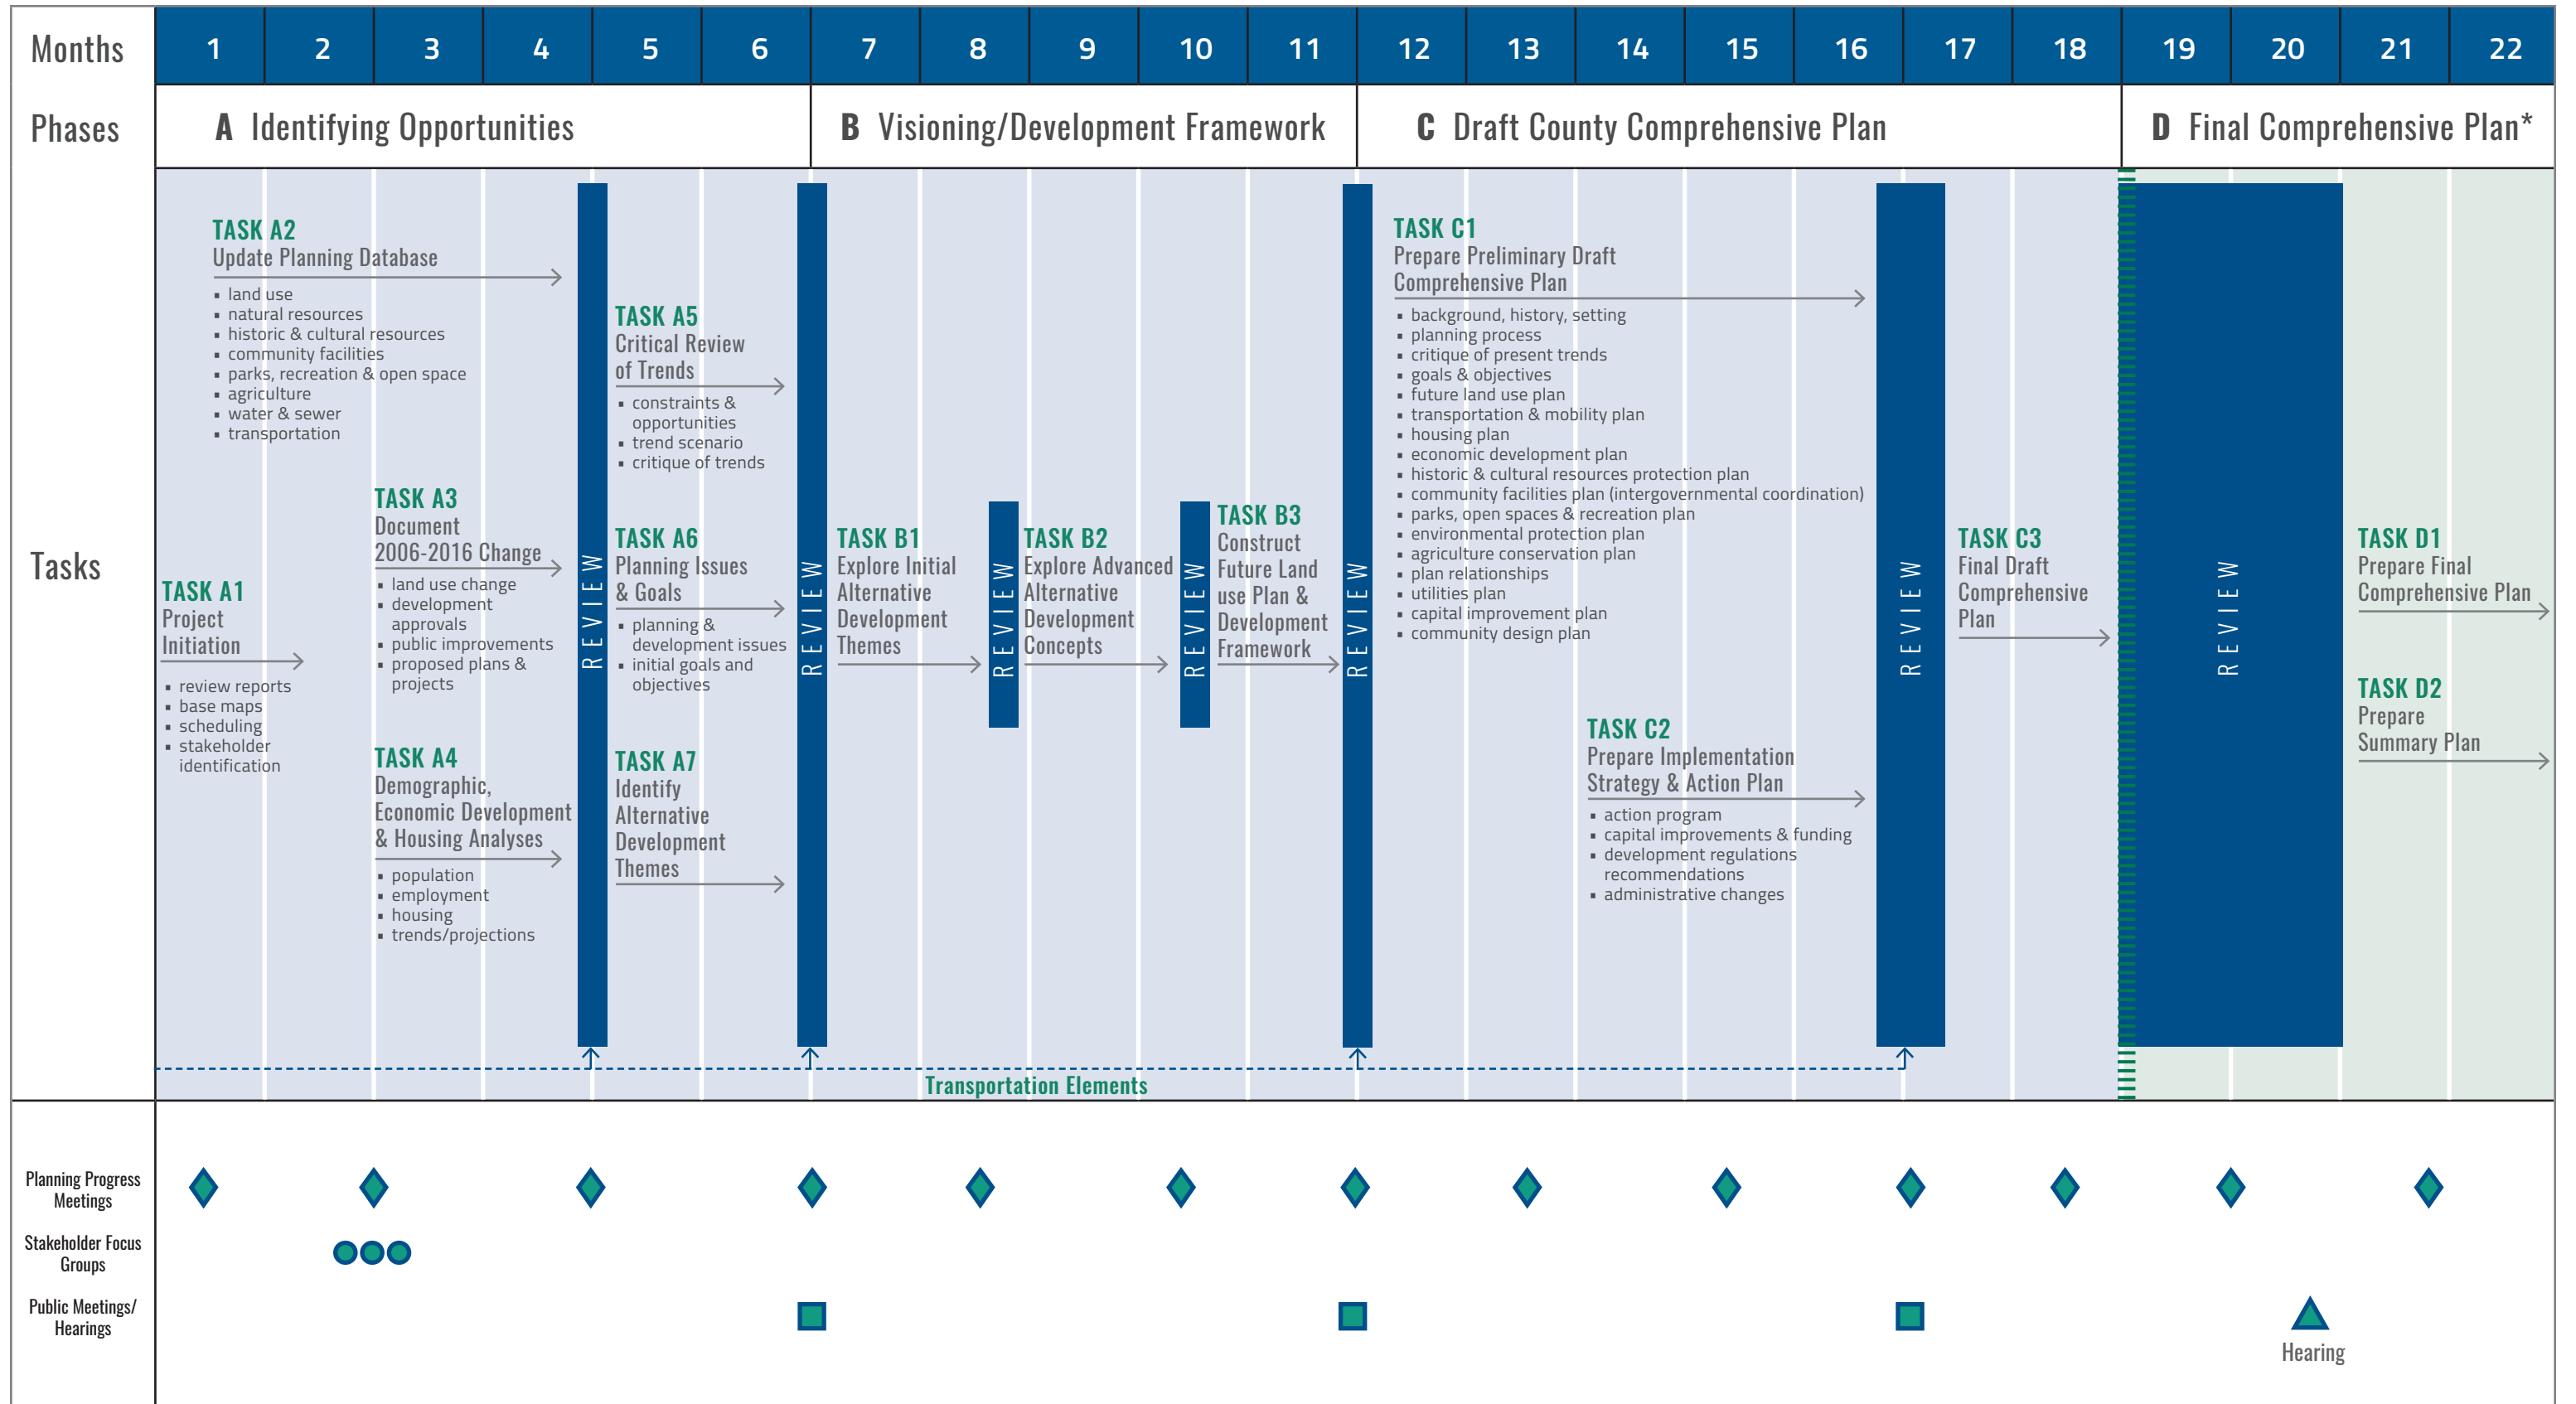 Months 1 2 3 4 5 6 7 8 9 10 11 12 13 14 15 16 17 18 19 20 21 22
Phases A Identifying Opportunities B Visioning/Development Framework C Draft County Comprehensive Plan D Final Comprehensive Plan*
Tasks
TASK A1
Project
Initiation
▪ review reports
▪ base maps
▪ scheduling
▪ stakeholder
identification
TASK A2
Update Planning Database
▪ land use
▪ natural resources
▪ historic & cultural resources
▪ community facilities
▪ parks, recreation & open space
▪ agriculture
▪ water & sewer
▪ transportation
TASK A3
Document
2006-2016 Change
▪ land use change
▪ development
approvals
▪ public improvements
▪ proposed plans &
projects
TASK A4
Demographic,
Economic Development
& Housing Analyses
▪ population
▪ employment
▪ housing
▪ trends/projections
REVIEW
TASK A5
Critical Review
of Trends
▪ constraints &
opportunities
▪ trend scenario
▪ critique of trends
TASK A6
Planning Issues
& Goals
▪ planning &
development issues
▪ initial goals and
objectives
TASK A7
Identify
Alternative
Development
Themes
REVIEW
TASK B1
Explore Initial
Alternative
Development
Themes
REVIEW
TASK B2
Explore Advanced
Alternative
Development
Concepts
REVIEW
TASK B3
Construct
Future Land
use Plan &
Development
Framework
REVIEW
TASK C1
Prepare Preliminary Draft
Comprehensive Plan
▪ background, history, setting
▪ planning process
▪ critique of present trends
▪ goals & objectives
▪ future land use plan
▪ transportation & mobility plan
▪ housing plan
▪ economic development plan
▪ historic & cultural resources protection plan
▪ community facilities plan (intergovernmental coordination)
▪ parks, open spaces & recreation plan
▪ environmental protection plan
▪ agriculture conservation plan
▪ plan relationships
▪ utilities plan
▪ capital improvement plan
▪ community design plan
TASK C2
Prepare Implementation
Strategy & Action Plan
▪ action program
▪ capital improvements & funding
▪ development regulations
recommendations
▪ administrative changes
REVIEW
TASK C3
Final Draft
Comprehensive
Plan
REVIEW
TASK D1
Prepare Final
Comprehensive Plan
TASK D2
Prepare
Summary Plan
Transportation Elements
Planning Progress
Meetings
Stakeholder Focus
Groups
Public Meetings/
Hearings
Hearing